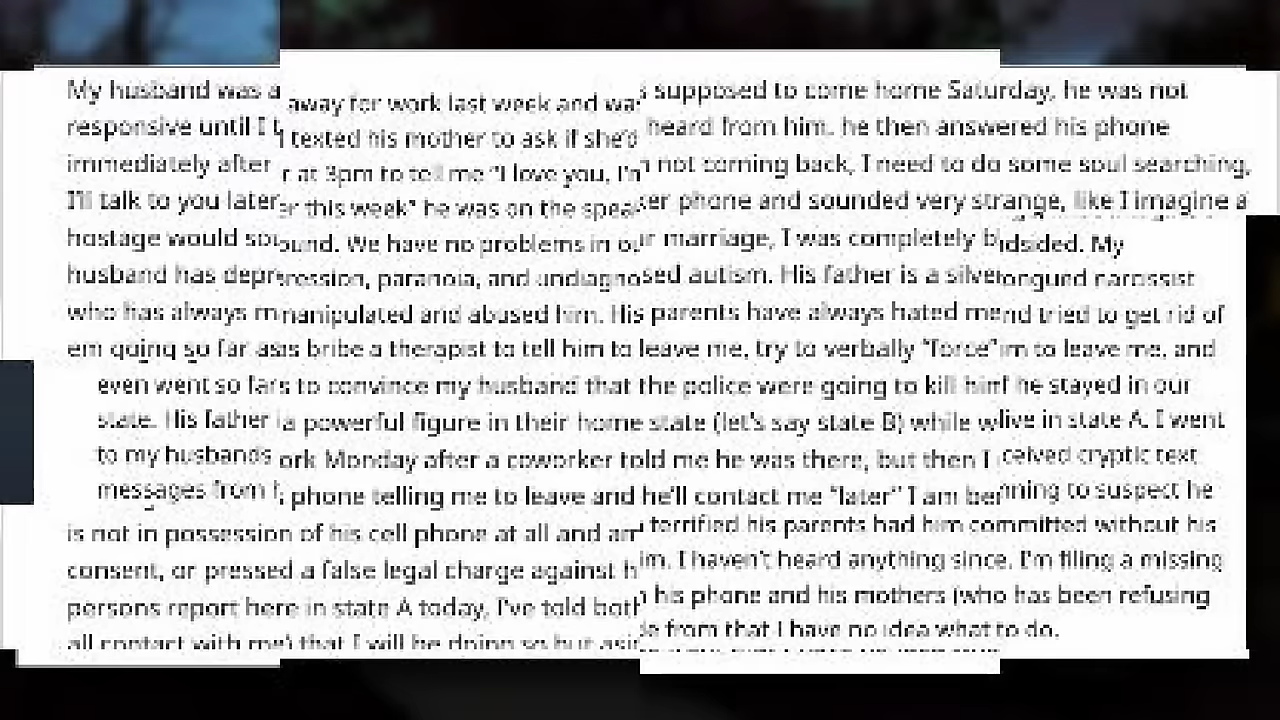 My husband was away for work last week and was supposed to come home Saturday, he was not
responsive until I texted his mother to ask if she'd heard from him. he then answered his phone
immediately after at 3pm to tell me "I love you, I'm not coming back, I need to do some soul searching,
I'll talk to you later this week" he was on the speaker phone and sounded very strange, like I imagine a
hostage would sound. We have no problems in our marriage, I was completely blindsided. My
husband has depression, paranoia, and undiagnosed autism. His father is a silver tongued narcissist
who has always manipulated and abused him. His parents have always hated me and tried to get rid of
em going so far as bribe a therapist to tell him to leave me, try to verbally "force" him to leave me, and
even went so far as to convince my husband that the police were going to kill him if he stayed in our
state. His father is a powerful figure in their home state (let's say state B) while we live in state A. I went
to my husbands work Monday after a coworker told me he was there, but then I received cryptic text
messages from his phone telling me to leave and he'll contact me "later" I am beginning to suspect he
is not in possession of his cell phone at all and am terrified his parents had him committed without his
consent, or pressed a false legal charge against him. I haven't heard anything since. I'm filing a missing
persons report here in state A today, I've told both his phone and his mothers (who has been refusing
all contact with me) that I will be doing so but aside from that I have no idea what to do.